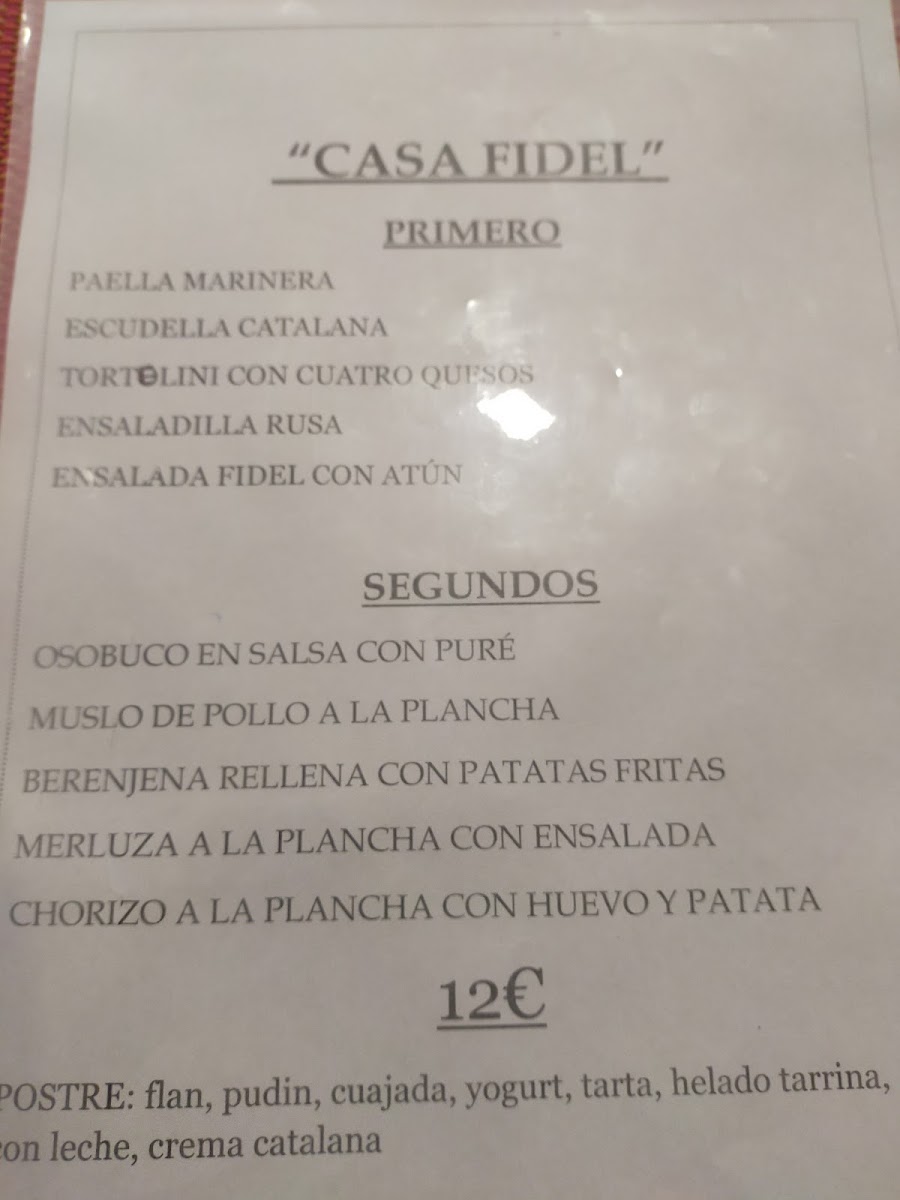 “CASA FIDEL”
PRIMERO
PAELLA MARINERA
ESCUDELLA CATALANA
TORTOLINI CON CUATRO QUESOS
ENSALADILLA RUSA
ENSALADA FIDEL CON ATÚN
SEGUNDOS
OSOBUCO EN SALSA CON PURÉ
MUSLO DE POLLO A LA PLANCHA
BERENJENA RELLENA CON PATATAS FRITAS
MERLUZA A LA PLANCHA CON ENSALADA
CHORIZO A LA PLANCHA CON HUEVO Y PATATA
12€
POSTRE: flan, pudin, cuajada, yogurt, tarta, helado tarrina,
con leche, crema catalana